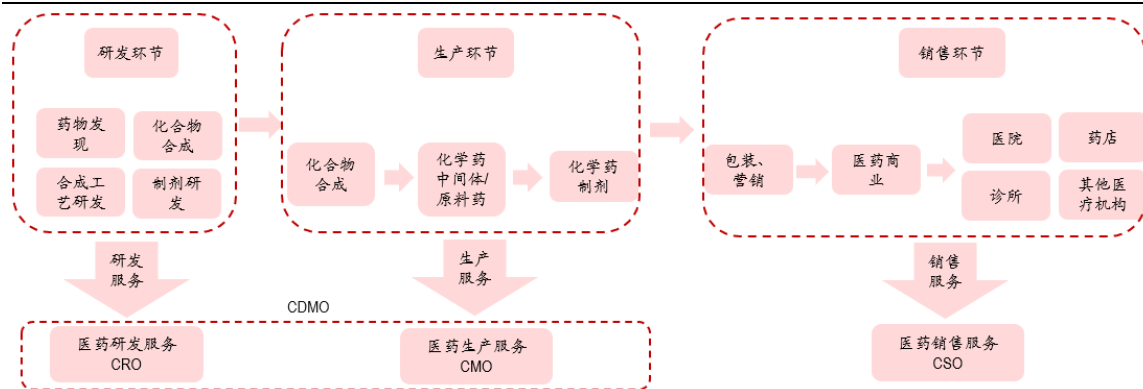 研发环节
药物发
现
化合物
合成
合成工
艺研发
制剂研
发
生产环节
化合物
合成
化学药
中间体/
原料药
化学药
制剂
销售环节
包装、
营销
医药商
业
医院
药店
诊所
其他医
疗机构
研发
服务
生产
服务
销售
服务
CDMO
医药研发服务
CRO
医药生产服务
CMO
医药销售服务
CSO